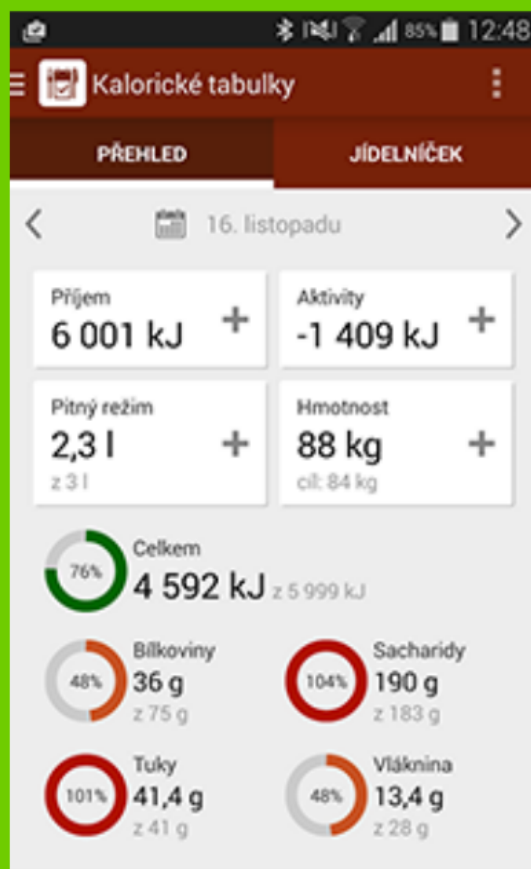 85% 12:48
Kalorické tabulky
PŘEHLED JÍDELNÍČEK
16. listopadu
Příjem
6 001 kJ
Aktivity
-1 409 kJ
Pitný režim
2,3 l
z 3 l
Hmotnost
88 kg
cíl: 84 kg
76%
Celkem
4 592 kJ z 5 999 kJ
48%
Bílkoviny
36 g
z 75 g
104%
Sacharidy
190 g
z 183 g
101%
Tuky
41,4 g
z 41 g
48%
Vláknina
13,4 g
z 28 g